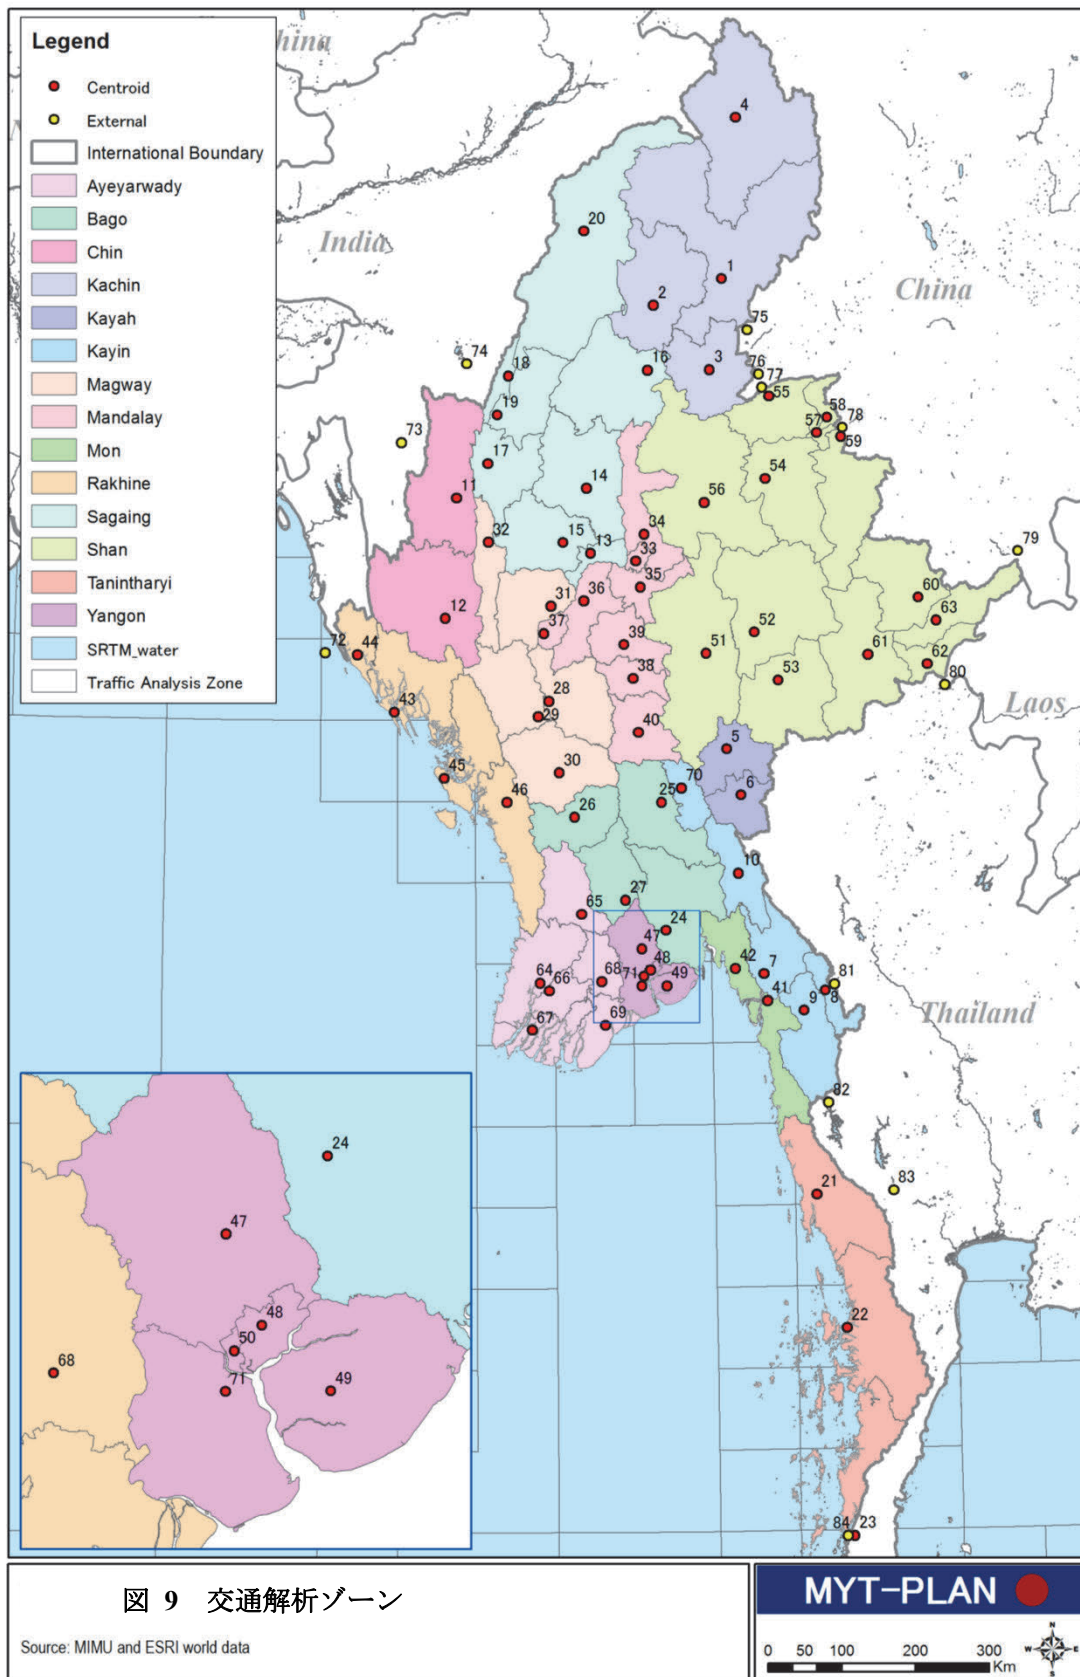 Legend
Centroid
External
International Boundary
Ayeyarwady
Bago
Chin
Kachin
Kayah
Kayin
Magway
Mandalay
Mon
Rakhine
Sagaing
Shan
Tanintharyi
Yangon
SRTM_water
Traffic Analysis Zone
hina
India
China
Laos
Thailand
4
20
1
2
75
3
16
74
18
76
77
55
19
58
78
57
59
73
17
11
14
54
56
32
15
13
34
33
79
35
36
31
60
12
37
39
52
63
72
44
51
61
62
38
53
80
28
43
29
40
5
30
70
45
6
46
25
26
10
27
65
24
47
42
7
81
64
66
68
48
71
49
41
9
8
67
69
82
83
21
22
84
23
24
47
48
50
68
71
49
図 9 交通解析ゾーン
Source: MIMU and ESRI world data
MYT-PLAN
N
W
E
S
0 50 100 200 300
Km